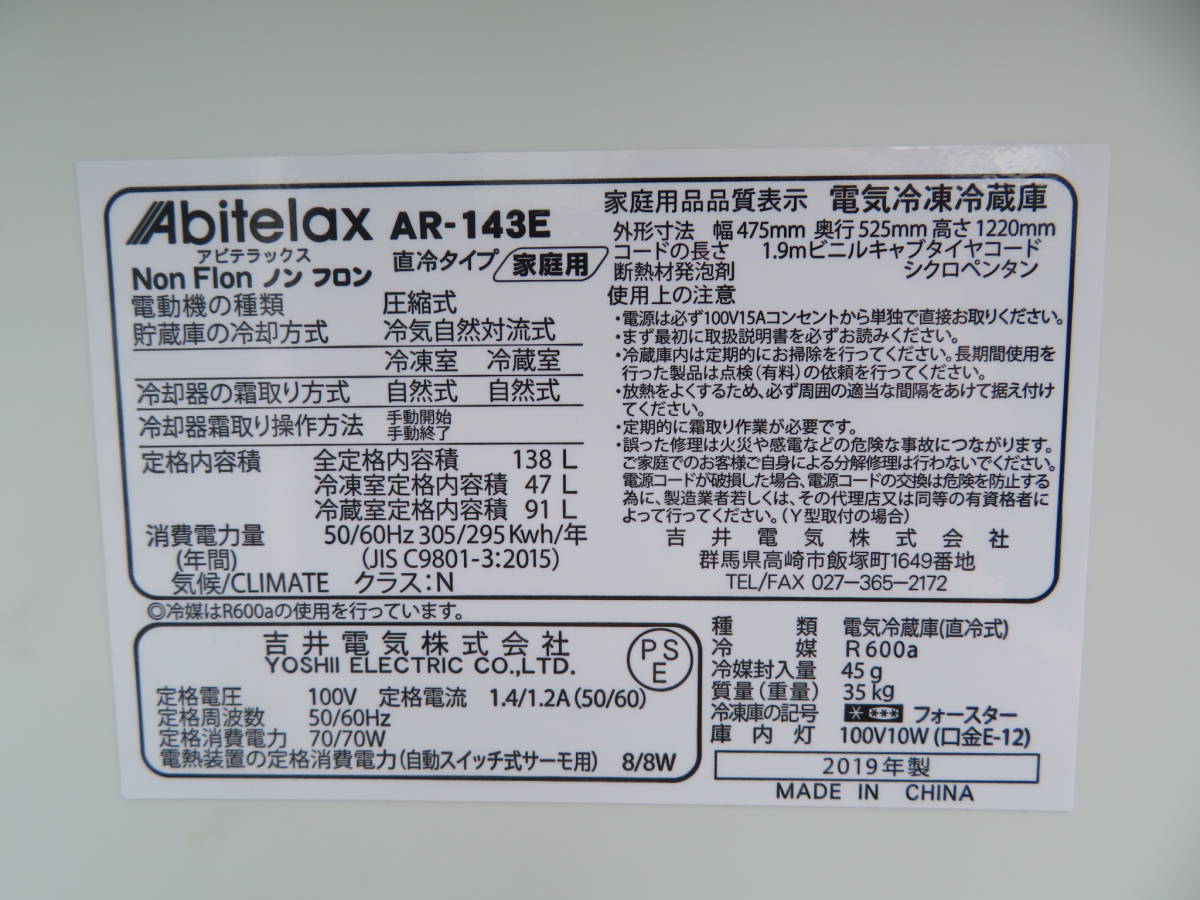 Abitelax AR-143E
アビテラックス
Non Flon ノン フロン 直冷タイプ 家庭用
電動機の種類 圧縮式
貯蔵庫の冷却方式 冷気自然対流式
冷凍室 冷蔵室
冷却器の霜取り方式 自然式 自然式
冷却器霜取り操作方法 手動開始
手動終了
定格内容積 全定格内容積 138 L
冷凍室定格内容積 47 L
冷蔵室定格内容積 91 L
消費電力量 50/60Hz 305/295 Kwh/年
(年間) (JIS C9801-3:2015)
気候/CLIMATE クラス:N
家庭用品品質表示 電気冷凍冷蔵庫
外形寸法 幅 475mm 奥行 525mm 高さ 1220mm
コードの長さ 1.9mビニルキャブタイヤコード
断熱材発泡剤 シクロペンタン
使用上の注意
・電源は必ず100V15Aコンセントから単独で直接お取りください。
・まず最初に取扱説明書を必ずお読みください。
・冷蔵庫内は定期的にお掃除を行ってください。長期間使用を
行った製品は点検(有料)の依頼を行てください。
・放熱をよくするため、必ず周囲の適当な間隔をあけて据え付け
てください。
・定期的に霜取り作業が必要です。
・誤った修理は火災や感電などの危険な事故につながります。
ご家庭でのお客様ご自身による分解修理は行わないでください。
電源コードが破損した場合、電源コードの交換は危険を防止する
為に、製造業者若しくは、その代理店又は同等の有資格者に
よって行ってください。(Y型取付の場合)
吉井電気株式会社
群馬県高崎市飯塚町1649番地
TEL/FAX 027-365-2172
◎冷媒はR600aの使用を行っています。
吉井電気株式会社
YOSHII ELECTRIC CO.,LTD.
PS
E
定格電圧 100V 定格電流 1.4/1.2A(50/60)
定格周波数 50/60Hz
定格消費電力 70/70W
電熱装置の定格消費電力(自動スイッチ式サーモ用) 8/8W
種類 電気冷蔵庫(直冷式)
冷媒 R600a
冷媒封入量 45g
質量(重量) 35kg
冷凍庫の記号 フォースター
庫内灯 100V10W(口金E-12)
2019年製
MADE IN CHINA